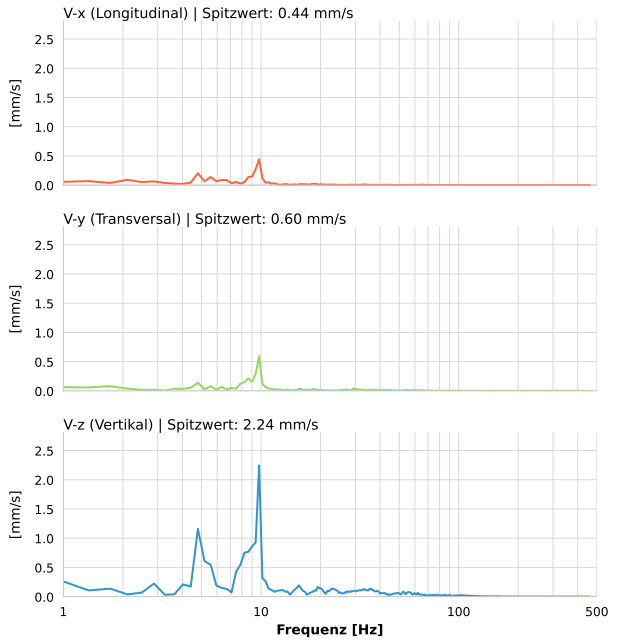 V-x (Longitudinal) | Spitzwert: 0.44 mm/s
2.5
2.0
1.5
1.0
0.5
0.0
[mm/s]
V-y (Transversal) | Spitzwert: 0.60 mm/s
2.5
2.0
1.5
1.0
0.5
0.0
[mm/s]
V-z (Vertikal) | Spitzwert: 2.24 mm/s
2.5
2.0
1.5
1.0
0.5
0.0
[mm/s]
1 10 100 500
Frequenz [Hz]